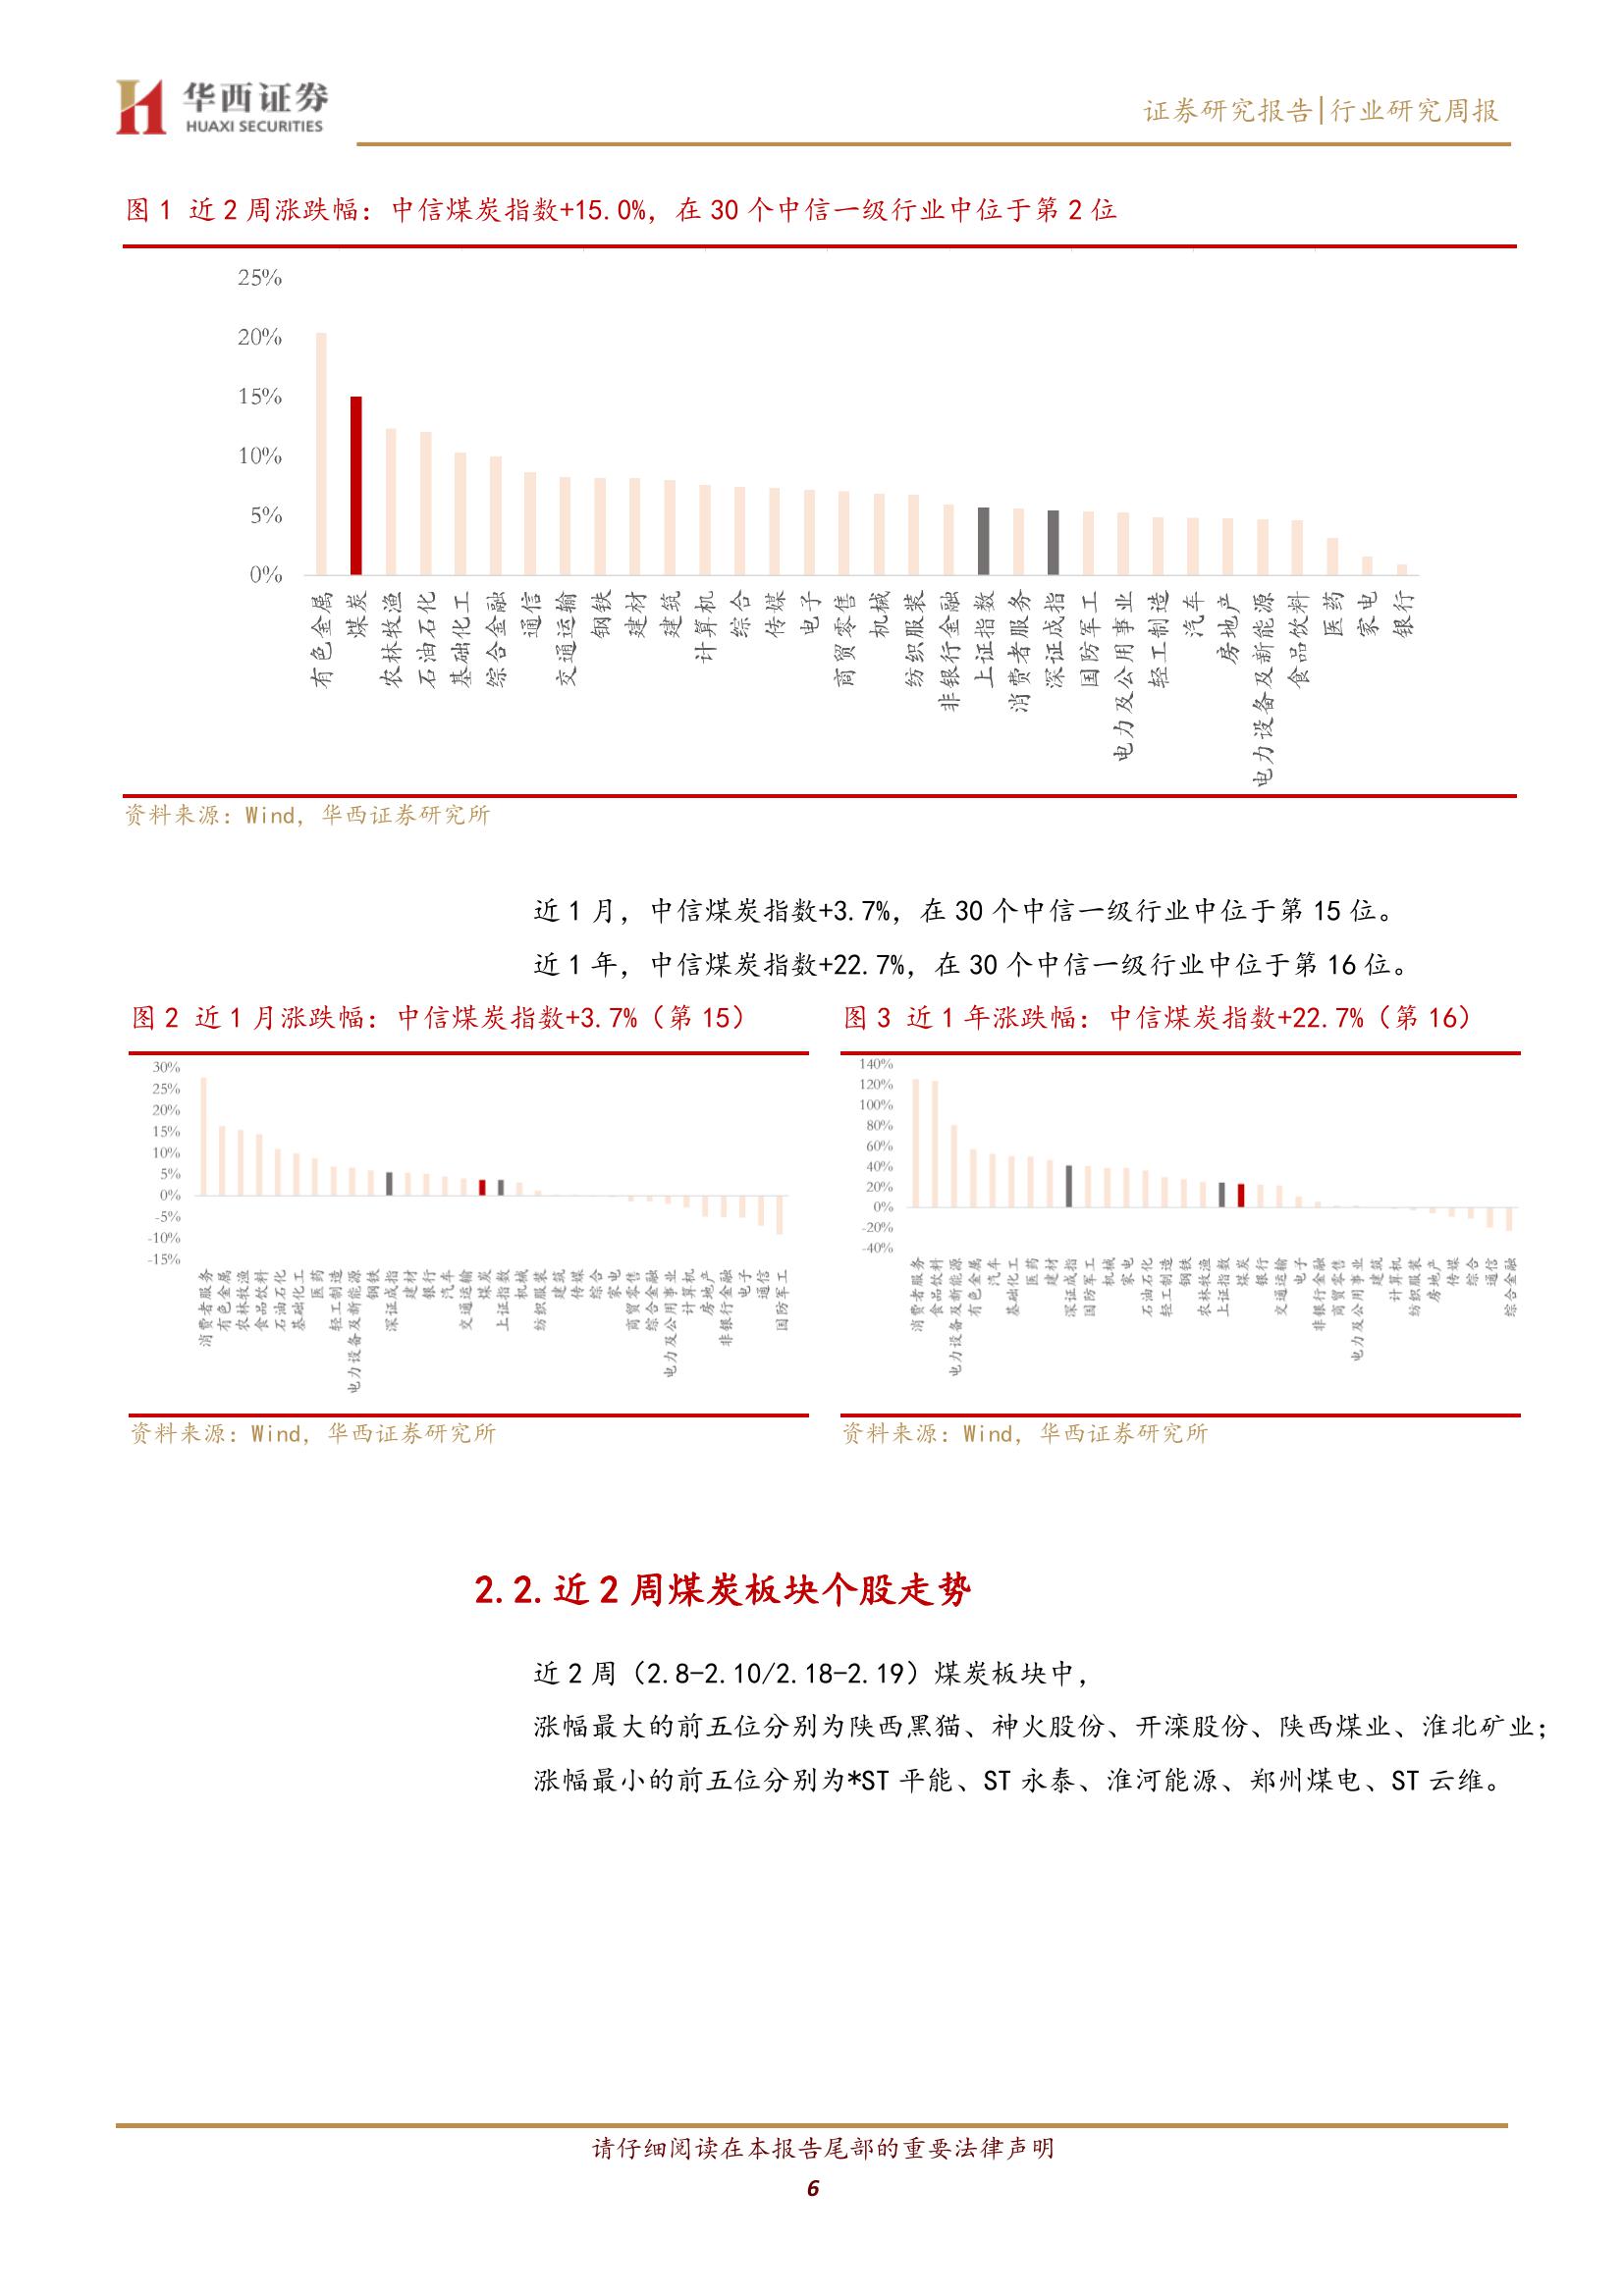 华西证券
HUAXI SECURITIES
证券研究报告|行业研究周报
图 1 近 2 周涨跌幅：中信煤炭指数+15.0%，在 30 个中信一级行业中位于第 2 位
25%
20%
15%
10%
5%
0%
有色金属
煤炭
农林牧渔
石油石化
基础化工
综合金融
通信
交通运输
钢铁
建材
建筑
计算机
综合
传媒
电子
商贸零售
机械
纺织服装
非银行金融
上证指数
消费者服务
深证成指
国防军工
电力及公用事业
轻工制造
汽车
房地产
电力设备及新能源
食品饮料
医药
家电
银行
资料来源：Wind，华西证券研究所
近 1 月，中信煤炭指数+3.7%，在 30 个中信一级行业中位于第 15 位。
近 1 年，中信煤炭指数+22.7%，在 30 个中信一级行业中位于第 16 位。
图 2 近 1 月涨跌幅：中信煤炭指数+3.7%（第 15）
30%
25%
20%
15%
10%
5%
0%
-5%
-10%
-15%
消费者服务
有色金属
农林牧渔
食品饮料
石油石化
基础化工
医药
轻工制造
电力设备及新能源
钢铁
深证成指
建材
银行
汽车
交通运输
煤炭
上证指数
机械
纺织服装
建筑
传媒
综合
家电
商贸零售
综合金融
电力及公用事业
计算机
房地产
非银行金融
电子
通信
国防军工
资料来源：Wind，华西证券研究所
图 3 近 1 年涨跌幅：中信煤炭指数+22.7%（第 16）
140%
120%
100%
80%
60%
40%
20%
0%
-20%
-40%
消费者服务
食品饮料
电力设备及新能源
有色金属
汽车
基础化工
医药
建材
深证成指
国防军工
机械
家电
石油石化
轻工制造
钢铁
农林牧渔
上证指数
煤炭
银行
交通运输
电子
非银行金融
商贸零售
电力及公用事业
建筑
计算机
纺织服装
房地产
传媒
综合
通信
综合金融
资料来源：Wind，华西证券研究所
2.2.近 2 周煤炭板块个股走势
近 2 周（2.8-2.10/2.18-2.19）煤炭板块中，
涨幅最大的前五位分别为陕西黑猫、神火股份、开滦股份、陕西煤业、淮北矿业；
涨幅最小的前五位分别为*ST 平能、ST 永泰、淮河能源、郑州煤电、ST 云维。
请仔细阅读在本报告尾部的重要法律声明
6